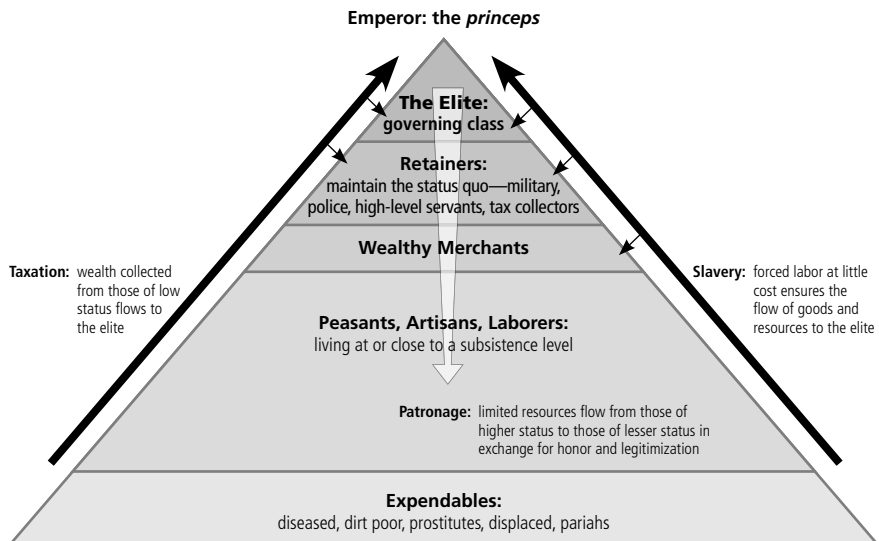 Emperor: the princeps
The Elite:
governing class
Retainers:
maintain the status quo—military,
police, high-level servants, tax collectors
Wealthy Merchants
Taxation: wealth collected
from those of low
status flows to
the elite
Slavery: forced labor at little
cost ensures the
flow of goods and
resources to the elite
Peasants, Artisans, Laborers:
living at or close to a subsistence level
Patronage: limited resources flow from those of
higher status to those of lesser status in
exchange for honor and legitimization
Expendables:
diseased, dirt poor, prostitutes, displaced, pariahs